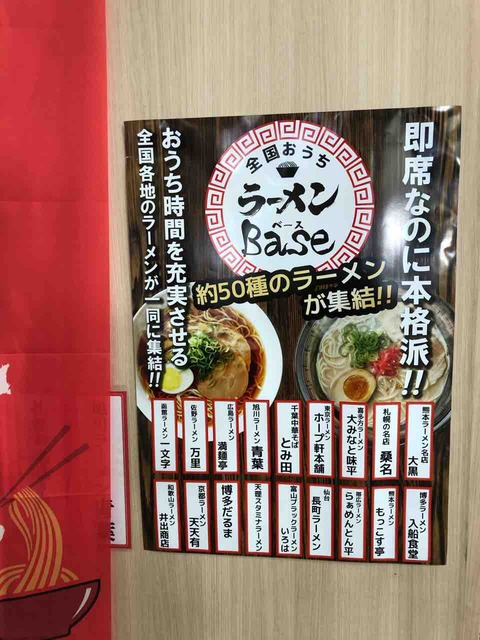 全国おうち
ラーメン
ベース
Base
即席なのに本格派!!
おうち時間を充実させる
全国各地のラーメンが一同に集結!!
約50種のラーメン
が集結!!
熊本ラーメン名店
大黒
札幌の名店
桑名
喜多方ラーメン
大みなと味平
東京ラーメン
ホープ軒本舗
千葉中華そば
とみ田
旭川ラーメン
青葉
広島ラーメン
満麺亭
佐野ラーメン
万里
函館ラーメン
一文字
博多ラーメン
入船食堂
熊本ラーメン
もっこす亭
帯広ラーメン
らぁめんとん平
仙台
長町ラーメン
富山ブラックラーメン
いろは
天理スタミナラーメン
博多だるま
京都ラーメン
天天有
和歌山ラーメン
井出商店